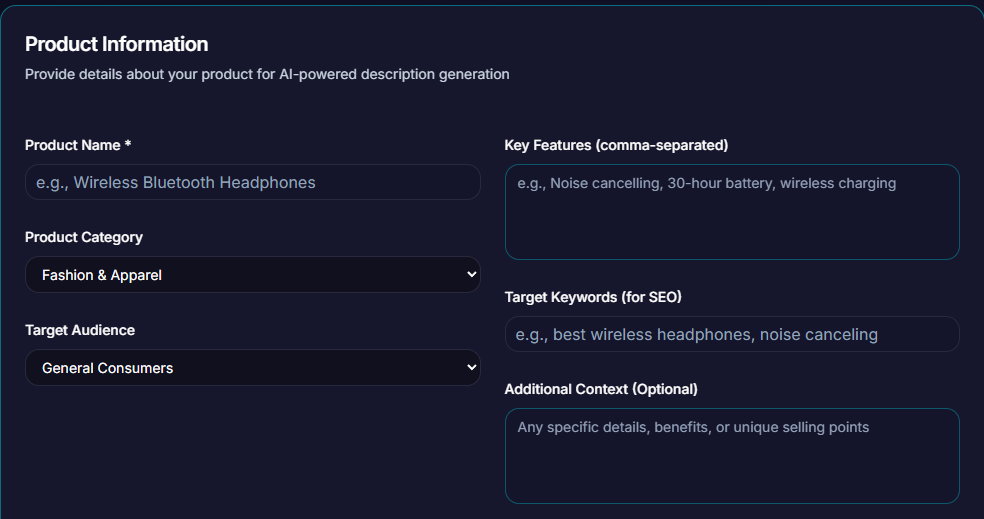 Product Information
Provide details about your product for AI-powered description generation
Product Name *
e.g., Wireless Bluetooth Headphones
Product Category
Fashion & Apparel
Target Audience
General Consumers
Key Features (comma-separated)
e.g., Noise cancelling, 30-hour battery, wireless charging
Target Keywords (for SEO)
e.g., best wireless headphones, noise canceling
Additional Context (Optional)
Any specific details, benefits, or unique selling points